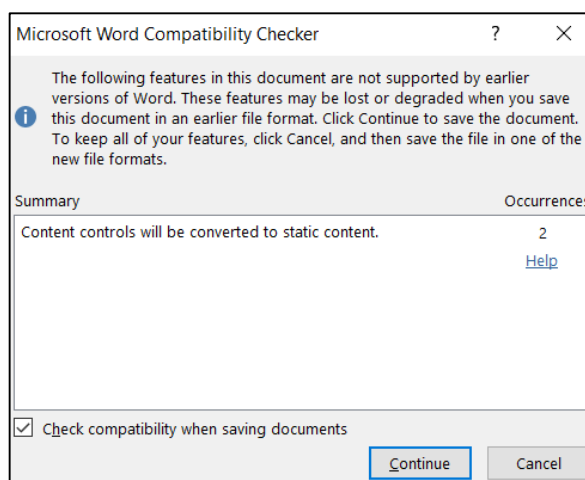 Microsoft Word Compatibility Checker ?
The following features in this document are not supported by earlier
versions of Word. These features may be lost or degraded when you save
this document in an earlier file format. Click Continue to save the document.
To keep all of your features, click Cancel, and then save the file in one of the
new file formats.
Summary Occurrences
Content controls will be converted to static content. 2
Help
Check compatibility when saving documents
Continue Cancel